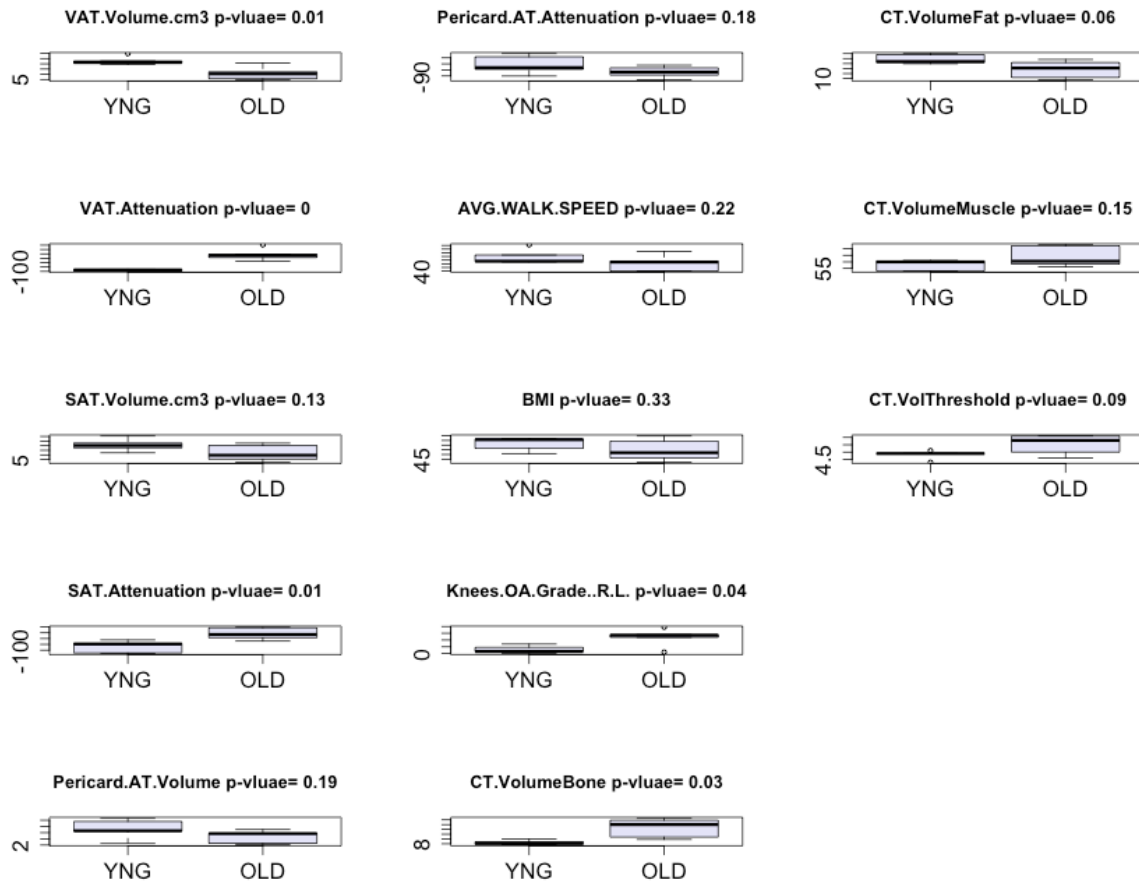 VAT.Volume.cm3 p-vluae= 0.01
5
YNG OLD
VAT.Attenuation p-vluae= 0
-100
YNG OLD
SAT.Volume.cm3 p-vluae= 0.13
5
YNG OLD
SAT.Attenuation p-vluae= 0.01
-100
YNG OLD
Pericard.AT.Volume p-vluae= 0.19
2
YNG OLD
Pericard.AT.Attenuation p-vluae= 0.18
-90
YNG OLD
AVG.WALK.SPEED p-vluae= 0.22
40
YNG OLD
BMI p-vluae= 0.33
45
YNG OLD
Knees.OA.Grade..R.L. p-vluae= 0.04
0
YNG OLD
CT.VolumeBone p-vluae= 0.03
8
YNG OLD
CT.VolumeFat p-vluae= 0.06
10
YNG OLD
CT.VolumeMuscle p-vluae= 0.15
55
YNG OLD
CT.VolThreshold p-vluae= 0.09
4.5
YNG OLD